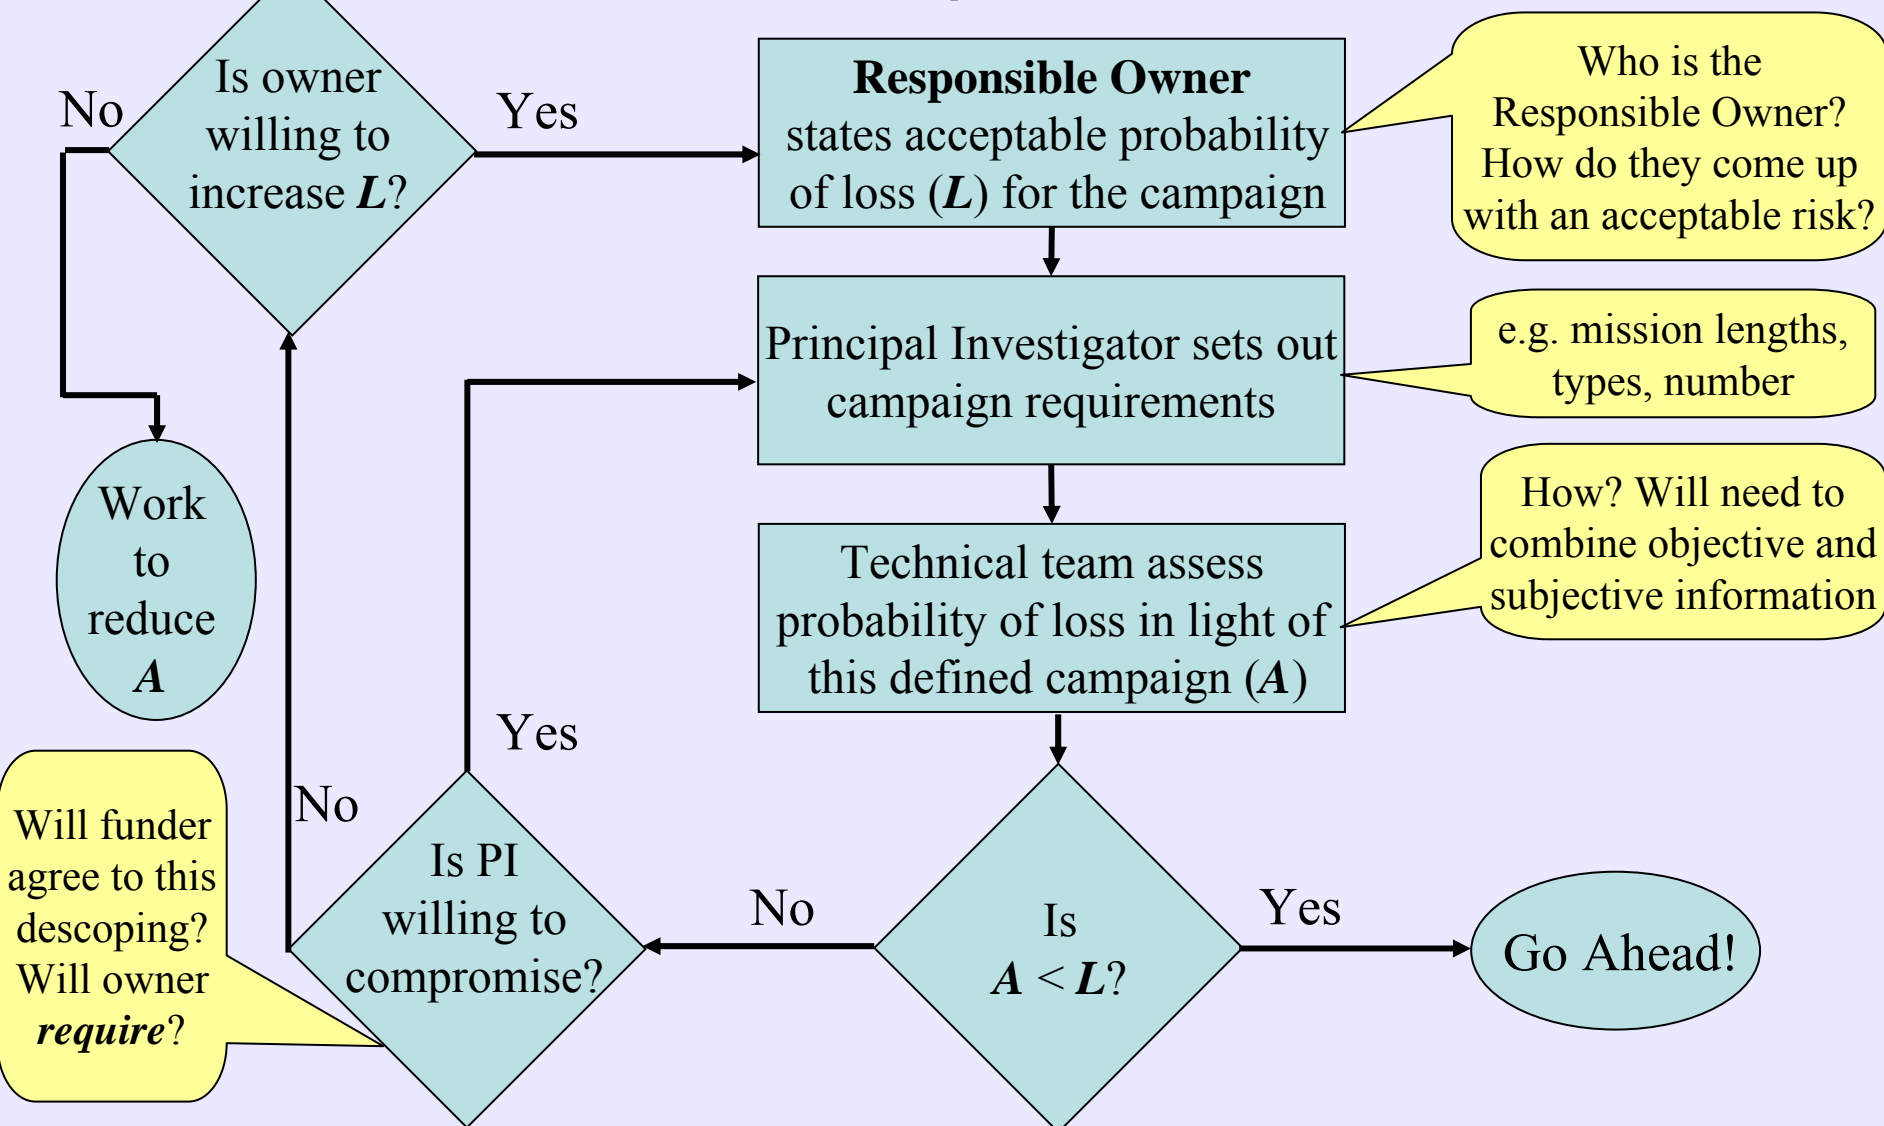 No
Is owner
willing to
increase L?
Yes
Responsible Owner
states acceptable probability
of loss (L) for the campaign
Who is the
Responsible Owner?
How do they come up
with an acceptable risk?
Principal Investigator sets out
campaign requirements
e.g. mission lengths,
types, number
Technical team assess
probability of loss in light of
this defined campaign (A)
How? Will need to
combine objective and
subjective information
Work
to
reduce
A
Yes
No
Will funder
agree to this
descoping?
Will owner
require?
Is PI
willing to
compromise?
No
Is
A < L?
Yes
Go Ahead!